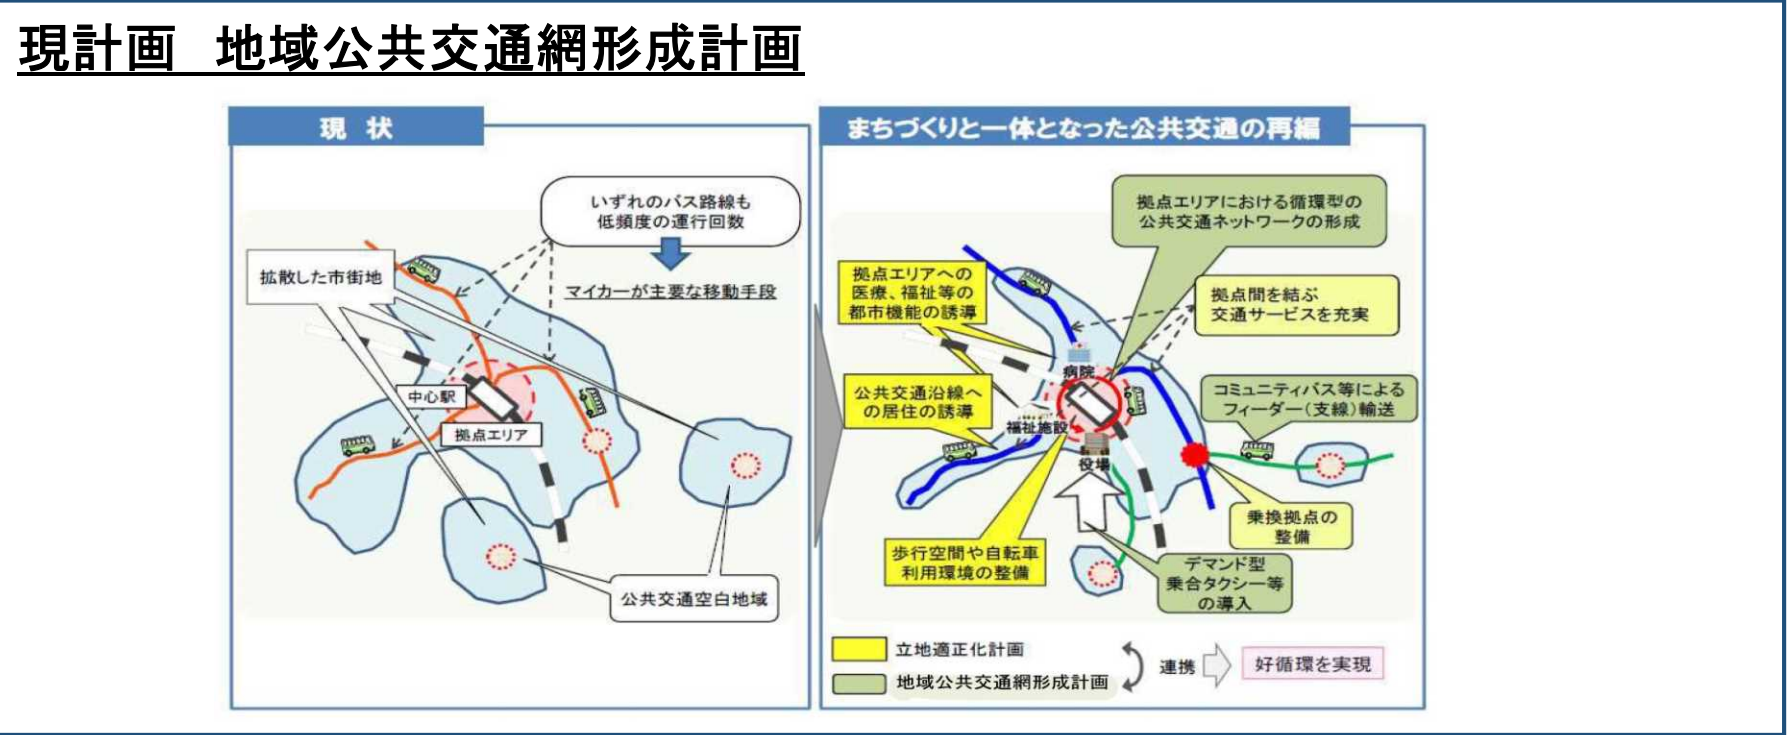 現計画　地域公共交通網形成計画
現　状
いずれのバス路線も
低頻度の運行回数
マイカーが主要な移動手段
拡散した市街地
中心駅
拠点エリア
公共交通空白地域
まちづくりと一体となった公共交通の再編
拠点エリアにおける循環型の
公共交通ネットワークの形成
拠点エリアへの
医療、福祉等の
都市機能の誘導
拠点間を結ぶ
交通サービスを充実
病院
公共交通沿線へ
の居住の誘導
コミュニティバス等による
フィーダー（支線）輸送
福祉施設
役場
乗換拠点の
整備
歩行空間や自転車
利用環境の整備
デマンド型
乗合タクシー等
の導入
立地適正化計画
地域公共交通網形成計画
連携
好循環を実現